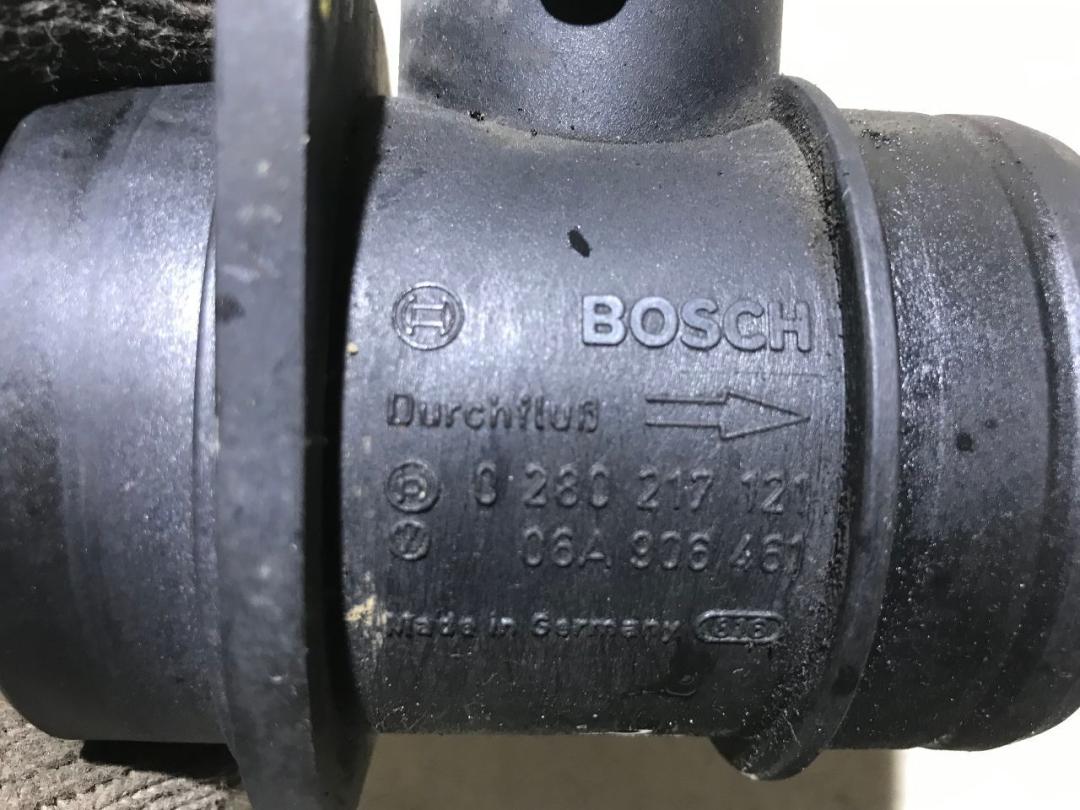 BOSCH
Durchfluß
0 280 217 121
06A 906 461
Made in Germany